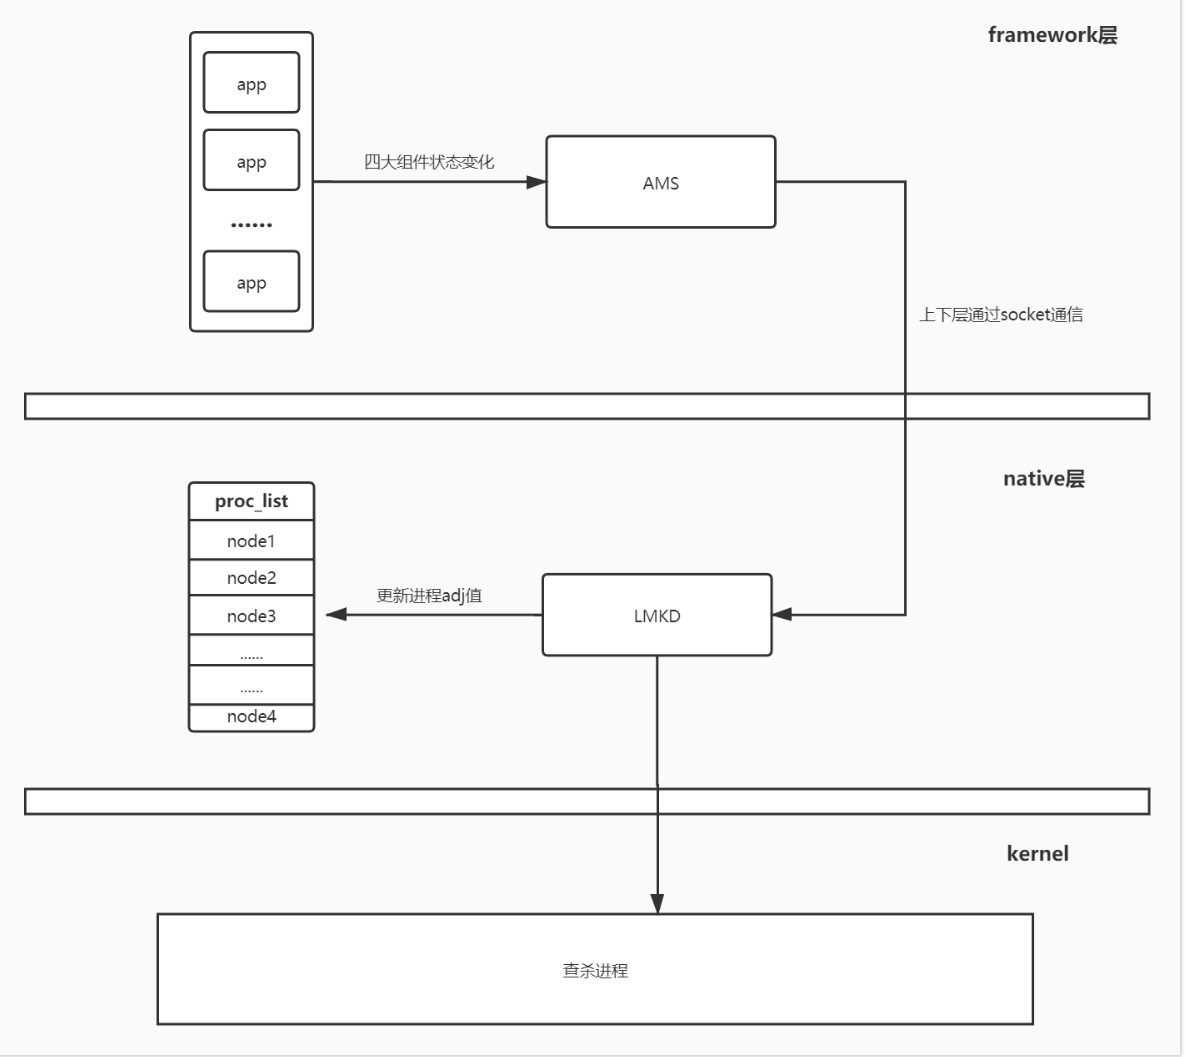 framework层
app
app
......
app
四大组件状态变化
AMS
上下层通过socket通信
native层
proc_list
node1
node2
node3
......
......
node4
更新进程adj值
LMKD
kernel
查杀进程